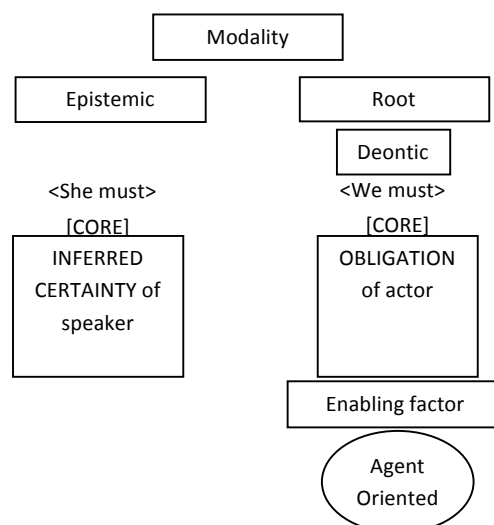 Modality
Epistemic
Root
Deontic
<She must>
<We must>
[CORE]
[CORE]
INFERRED
CERTAINTY of
speaker
OBLIGATION
of actor
Enabling factor
Agent
Oriented